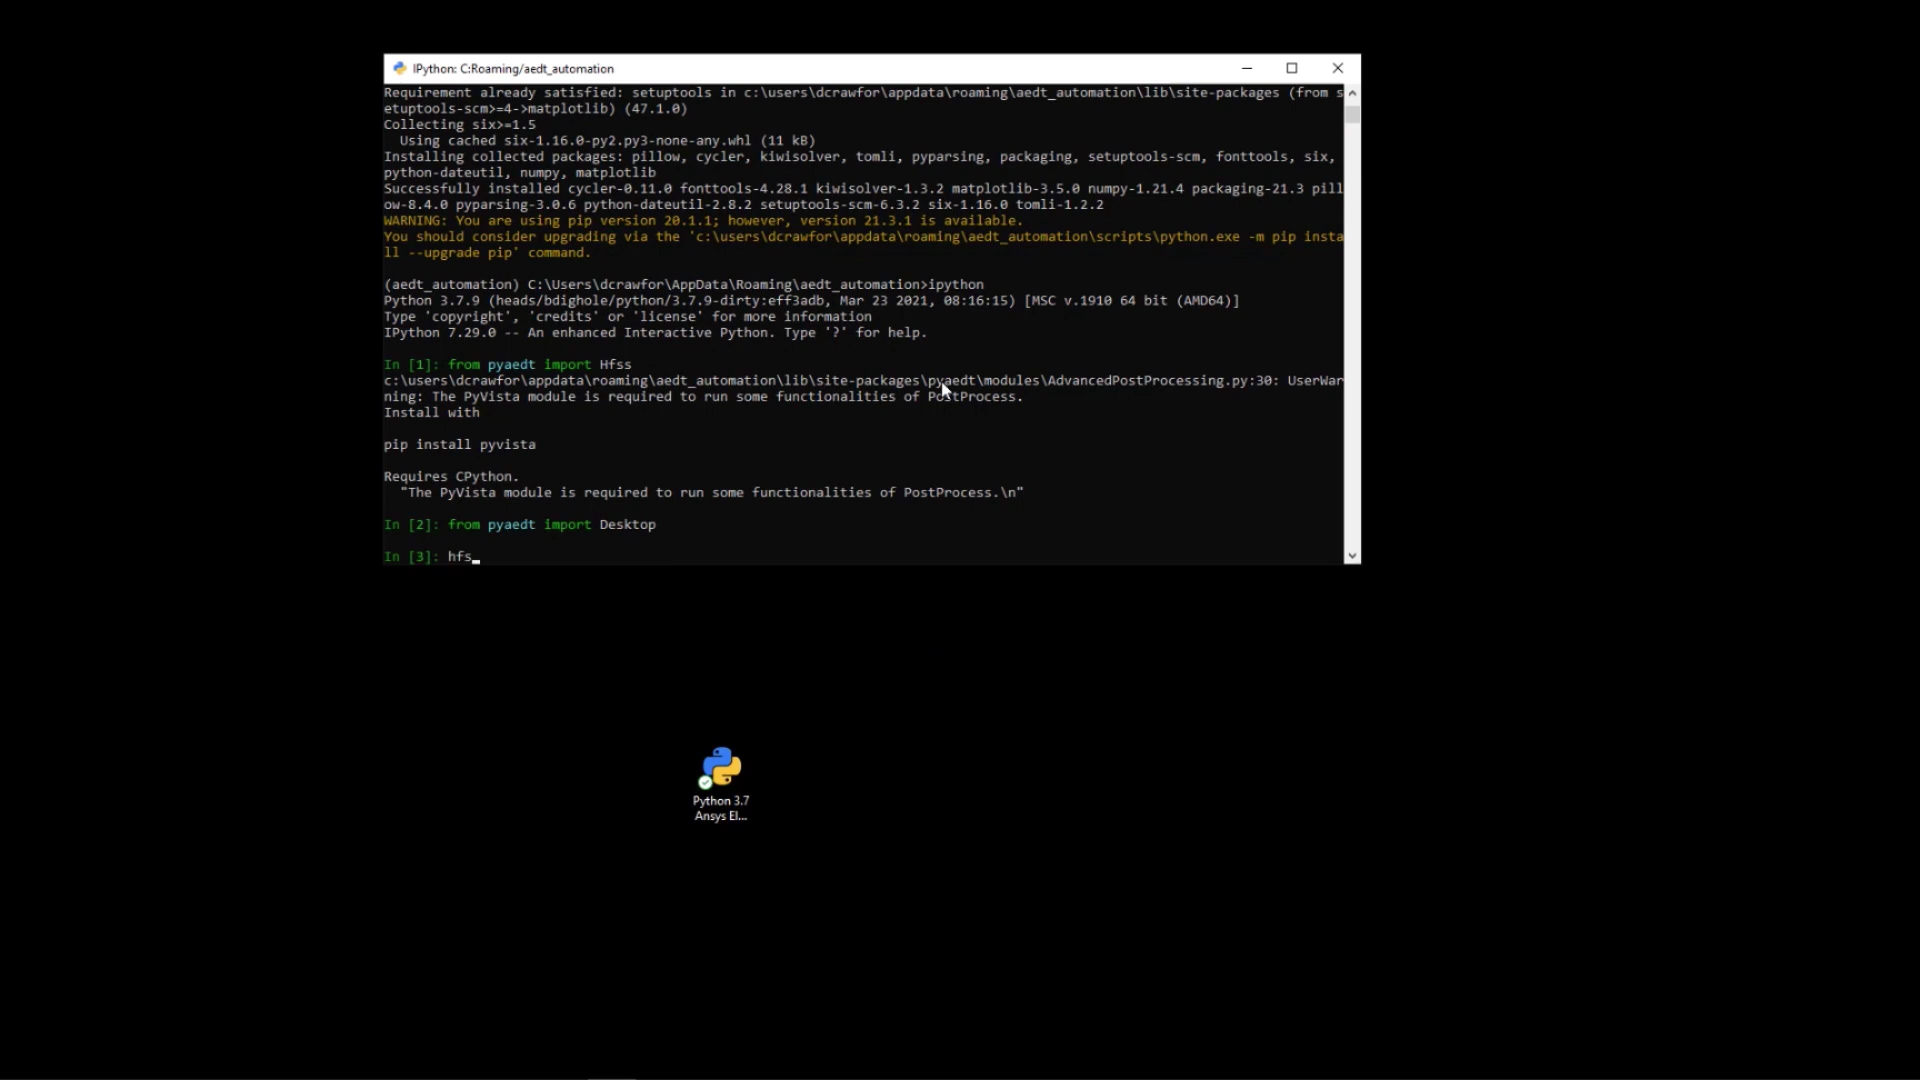 IPython: C:Roaming/aedt_automation
Requirement already satisfied: setuptools in c:\users\dcrawfor\appdata\roaming\aedt_automation\lib\site-packages (from s
etuptools-scm>=4->matplotlib) (47.1.0)
Collecting six>=1.5
  Using cached six-1.16.0-py2.py3-none-any.whl (11 kB)
Installing collected packages: pillow, cycler, kiwisolver, tomli, pyparsing, packaging, setuptools-scm, fonttools, six,
python-dateutil, numpy, matplotlib
Successfully installed cycler-0.11.0 fonttools-4.28.1 kiwisolver-1.3.2 matplotlib-3.5.0 numpy-1.21.4 packaging-21.3 pill
ow-8.4.0 pyparsing-3.0.6 python-dateutil-2.8.2 setuptools-scm-6.3.2 six-1.16.0 tomli-1.2.2
WARNING: You are using pip version 20.1.1; however, version 21.3.1 is available.
You should consider upgrading via the 'c:\users\dcrawfor\appdata\roaming\aedt_automation\scripts\python.exe -m pip insta
ll --upgrade pip' command.
(aedt_automation) C:\Users\dcrawfor\AppData\Roaming\aedt_automation>ipython
Python 3.7.9 (heads/bdighole/python/3.7.9-dirty:eff3adb, Mar 23 2021, 08:16:15) [MSC v.1910 64 bit (AMD64)]
Type 'copyright', 'credits' or 'license' for more information
IPython 7.29.0 -- An enhanced Interactive Python. Type '?' for help.
In [1]: from pyaedt import Hfss
c:\users\dcrawfor\appdata\roaming\aedt_automation\lib\site-packages\pyaedt\modules\AdvancedPostProcessing.py:30: UserWar
ning: The PyVista module is required to run some functionalities of PostProcess.
Install with
pip install pyvista
Requires CPython.
  "The PyVista module is required to run some functionalities of PostProcess.\n"
In [2]: from pyaedt import Desktop
In [3]: hfs
Python 3.7
Ansys El...